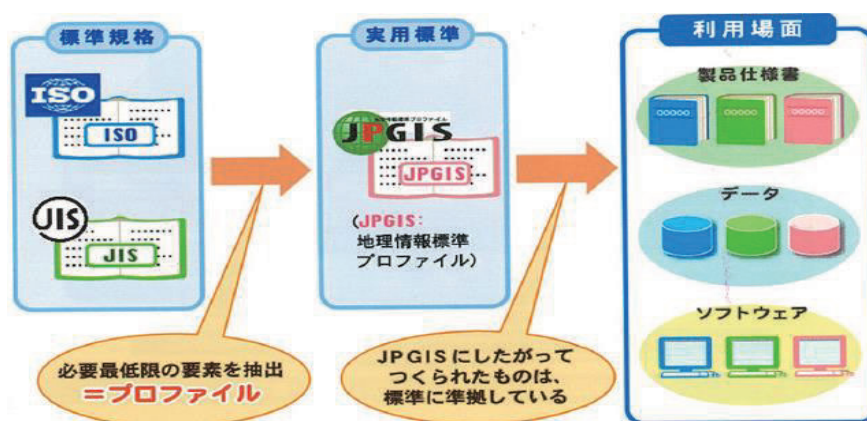 標準規格
ISO
ISO
JIS
JIS
必要最低限の要素を抽出
=プロファイル
実用標準
JPGIS
JPGIS
(JPGIS:
地理情報標準
プロファイル)
JPGISにしたがって
つくられたものは、
標準に準拠している
利用場面
製品仕様書
データ
ソフトウェア